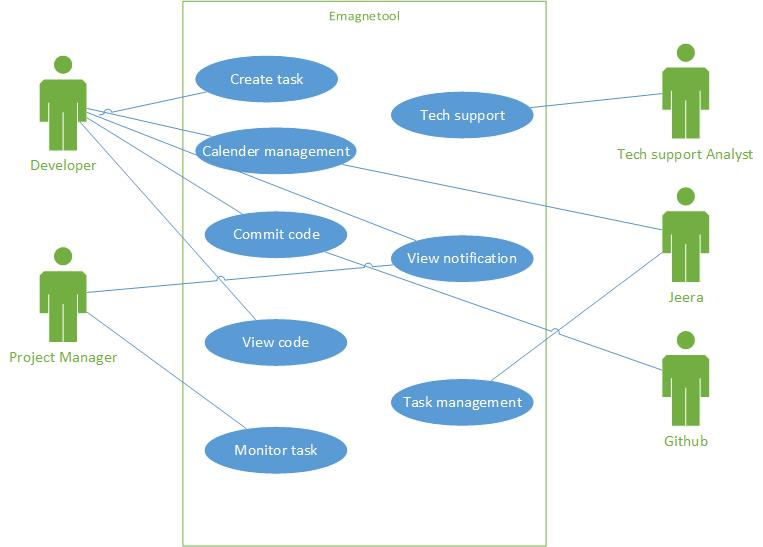 Emagnetool
Create task
Tech support
Calender management
Developer
Tech support Analyst
Commit code
View notification
Jeera
Project Manager
View code
Task management
Github
Monitor task